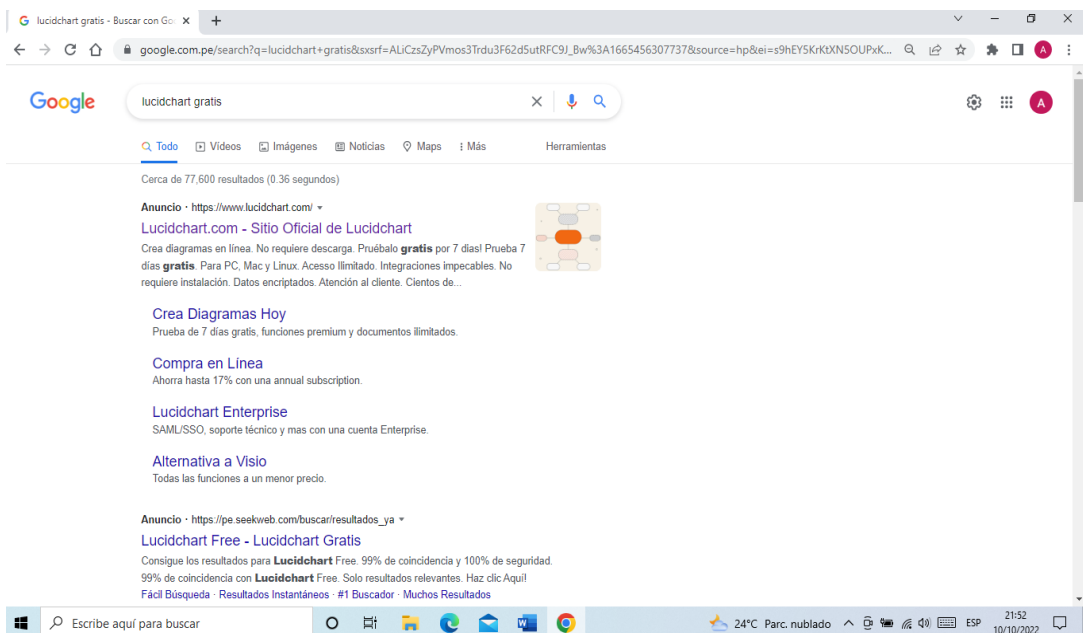 lucidchart gratis - Buscar con Goo
google.com.pe/search?q=lucidchart+gratis&sxsrf=ALiCzsZyPVmos3Trdu3F62d5utRFC9J_Bw%3A1665456307737&source=hp&ei=s9hEY5KrKtXN5OUPxK...
A
Google
lucidchart gratis
A
Todo
Vídeos
Imágenes
Noticias
Maps
Más
Herramientas
Cerca de 77,600 resultados (0.36 segundos)
Anuncio · https://www.lucidchart.com/
Lucidchart.com - Sitio Oficial de Lucidchart
Crea diagramas en línea. No requiere descarga. Pruébalo gratis por 7 dias! Prueba 7
días gratis. Para PC, Mac y Linux. Acesso Ilimitado. Integraciones impecables. No
requiere instalación. Datos encriptados. Atención al cliente. Cientos de...
Crea Diagramas Hoy
Prueba de 7 días gratis, funciones premium y documentos ilimitados.
Compra en Línea
Ahorra hasta 17% con una annual subscription.
Lucidchart Enterprise
SAML/SSO, soporte técnico y mas con una cuenta Enterprise.
Alternativa a Visio
Todas las funciones a un menor precio.
Anuncio · https://pe.seekweb.com/buscar/resultados_ya
Lucidchart Free - Lucidchart Gratis
Consigue los resultados para Lucidchart Free. 99% de coincidencia y 100% de seguridad.
99% de coincidencia con Lucidchart Free. Solo resultados relevantes. Haz clic Aquí!
Fácil Búsqueda · Resultados Instantáneos · #1 Buscador · Muchos Resultados
Escribe aquí para buscar
24°C Parc. nublado
ESP
21:52
10/10/2022